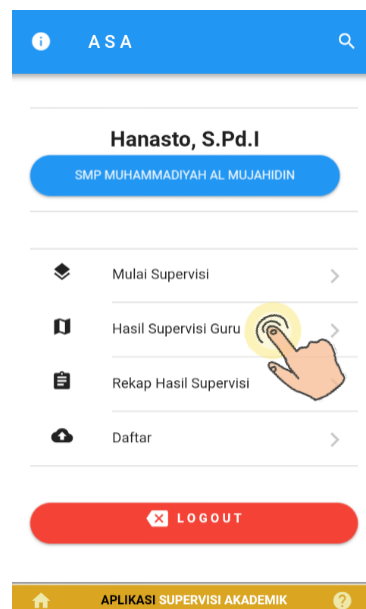 A S A
Hanasto, S.Pd.I
SMP MUHAMMADIYAH AL MUJAHIDIN
Mulai Supervisi
Hasil Supervisi Guru
Rekap Hasil Supervisi
Daftar
LOGOUT
APLIKASI SUPERVISI AKADEMIK